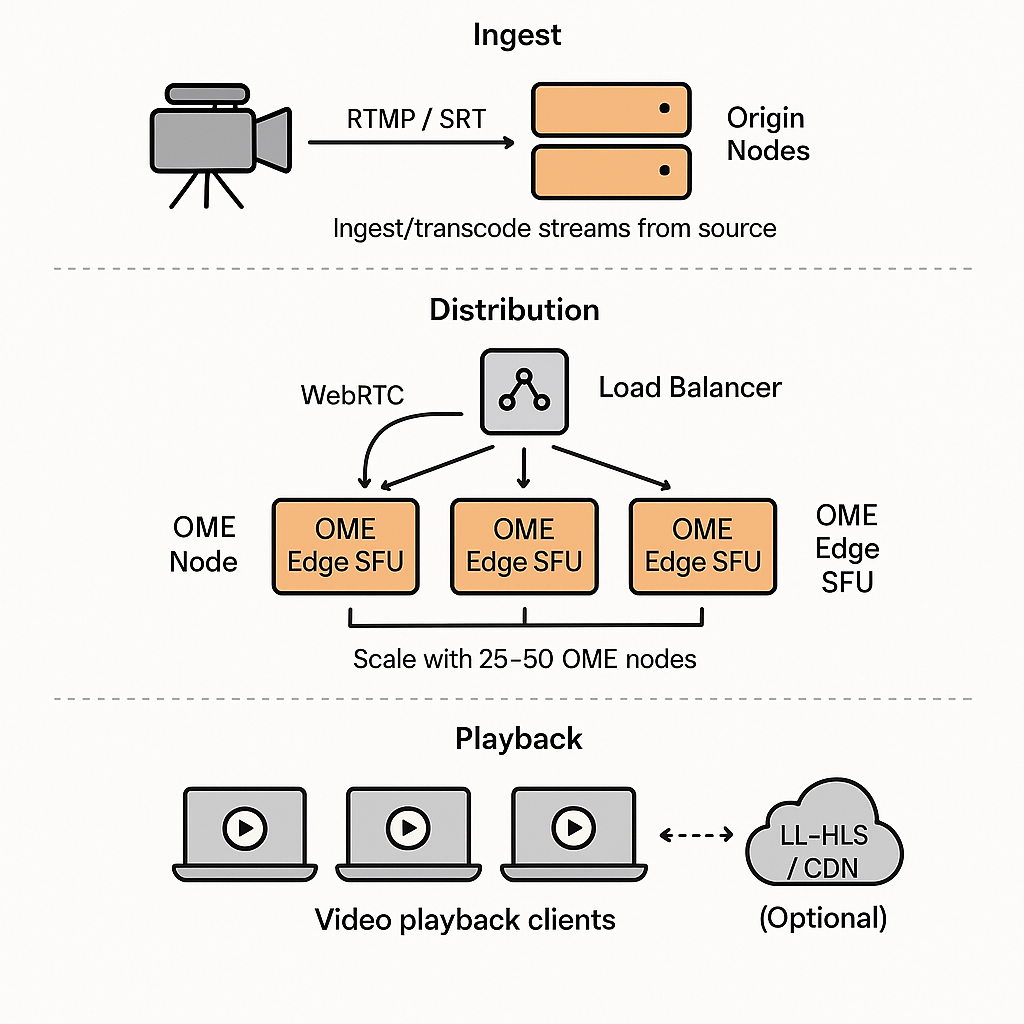 Ingest
RTMP / SRT
Origin
Nodes
Ingest/transcode streams from source
Distribution
WebRTC
Load Balancer
OME
Node
OME
Edge SFU
OME
Edge SFU
OME
Edge SFU
OME
Edge
SFU
Scale with 25–50 OME nodes
Playback
LL–HLS
/ CDN
Video playback clients
(Optional)